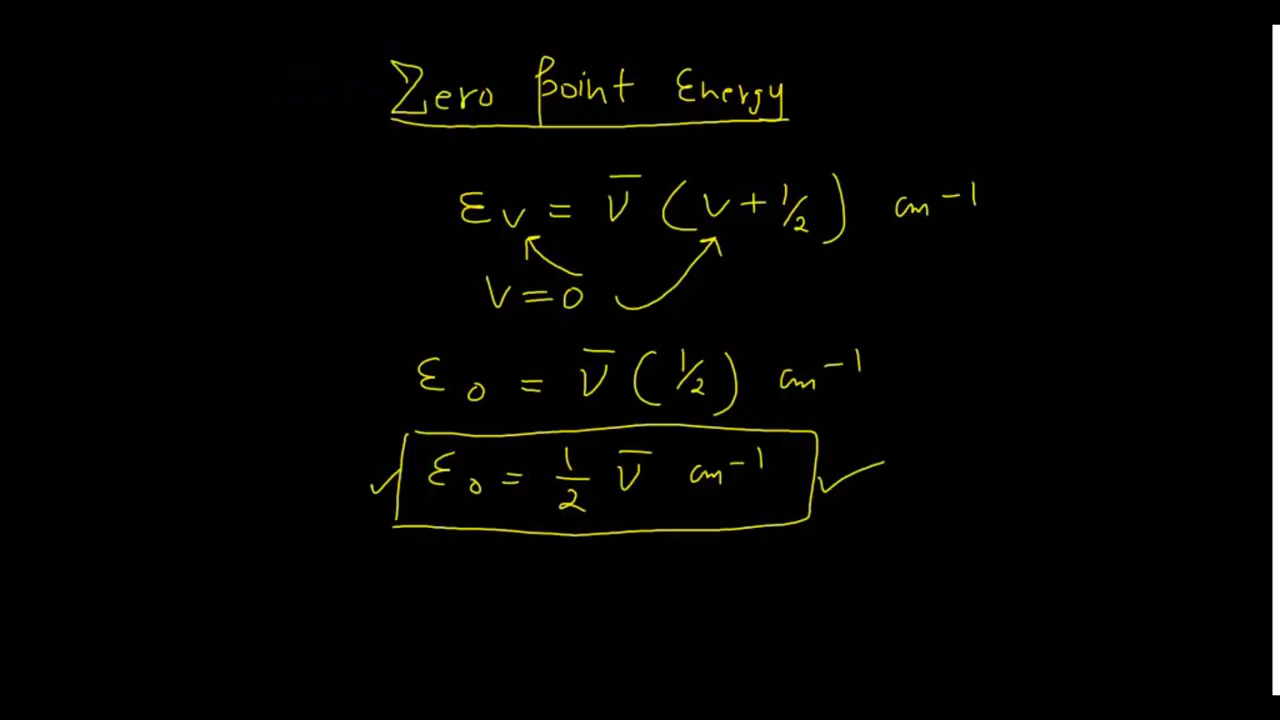 Zero Point Energy
εv = ν̄ (v + 1/2) cm⁻¹
v = 0
ε₀ = ν̄ (1/2) cm⁻¹
ε₀ = 1/2 ν̄ cm⁻¹